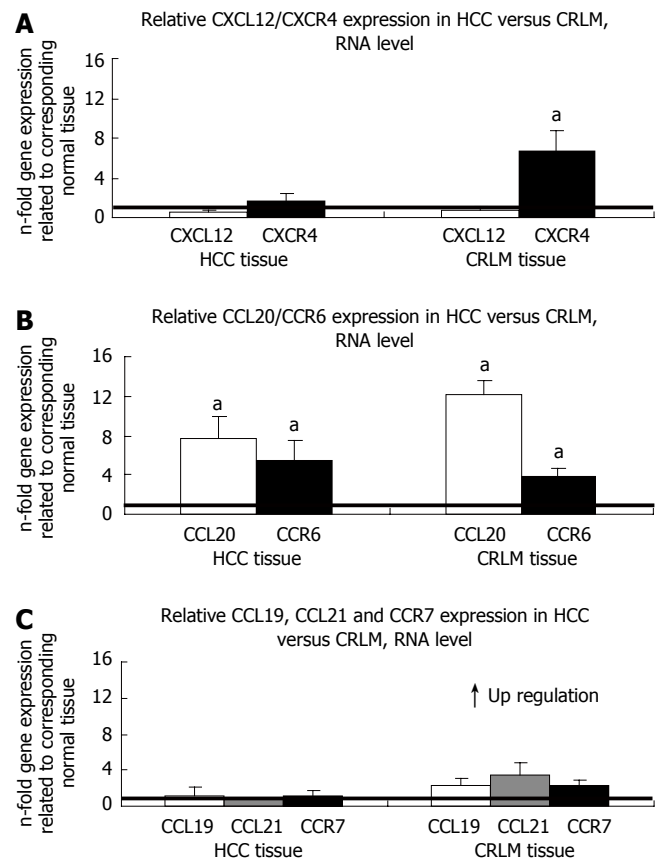 A
Relative CXCL12/CXCR4 expression in HCC versus CRLM,
RNA level
n-fold gene expression
related to corresponding
normal tissue
16
12
8
4
0
a
CXCL12 CXCR4 CXCL12 CXCR4
HCC tissue CRLM tissue
B
Relative CCL20/CCR6 expression in HCC versus CRLM,
RNA level
n-fold gene expression
related to corresponding
normal tissue
16
12
8
4
0
a a a a
CCL20 CCR6 CCL20 CCR6
HCC tissue CRLM tissue
C
Relative CCL19, CCL21 and CCR7 expression in HCC
versus CRLM, RNA level
n-fold gene expression
related to corresponding
normal tissue
16
12
8
4
0
↑ Up regulation
CCL19 CCL21 CCR7 CCL19 CCL21 CCR7
HCC tissue CRLM tissue